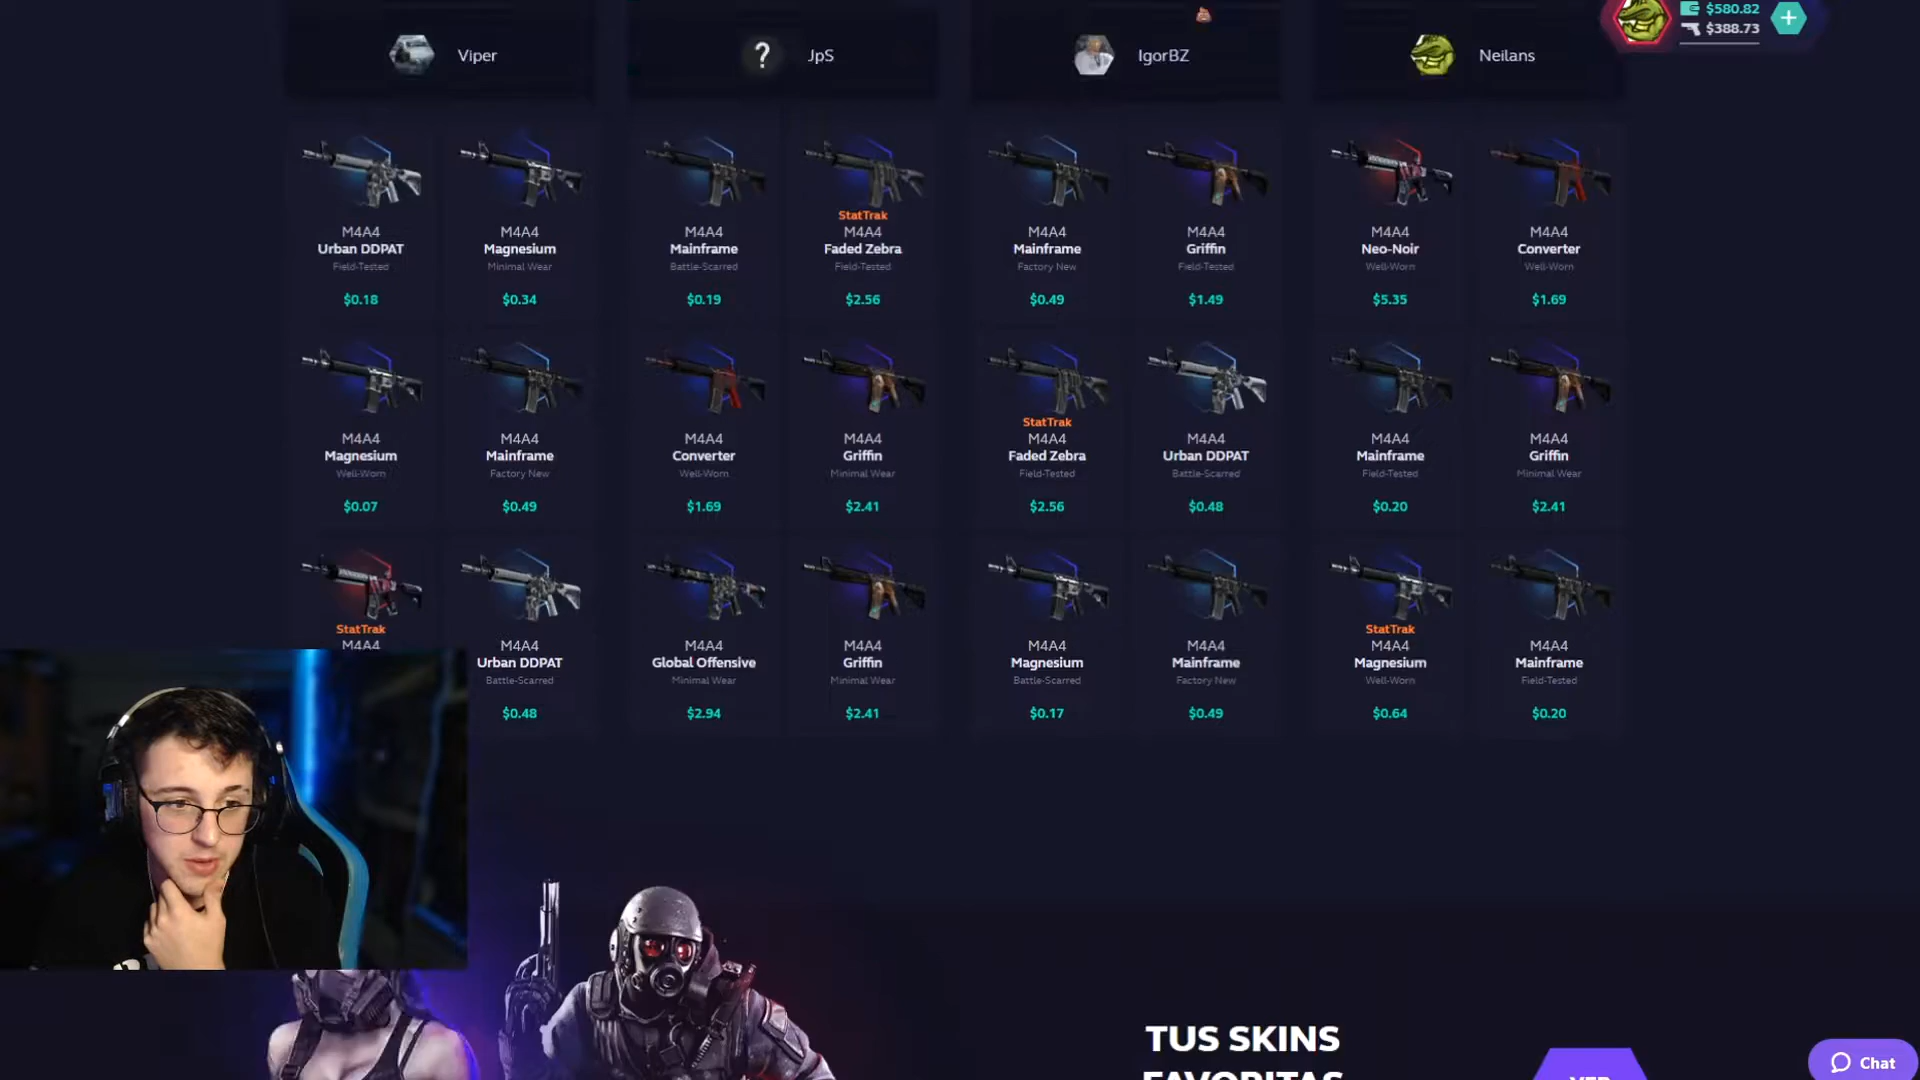 $580.82
$388.73
Viper
JpS
IgorBZ
Neilans
M4A4
Urban DDPAT
Field-Tested
$0.18
M4A4
Magnesium
Minimal Wear
$0.34
M4A4
Mainframe
Battle-Scarred
$0.19
StatTrak
M4A4
Faded Zebra
Field-Tested
$2.56
M4A4
Mainframe
Factory New
$0.49
M4A4
Griffin
Field-Tested
$1.49
M4A4
Neo-Noir
Well-Worn
$5.35
M4A4
Converter
Well-Worn
$1.69
M4A4
Magnesium
Well-Worn
$0.07
M4A4
Mainframe
Factory New
$0.49
M4A4
Converter
Well-Worn
$1.69
M4A4
Griffin
Minimal Wear
$2.41
StatTrak
M4A4
Faded Zebra
Field-Tested
$2.56
M4A4
Urban DDPAT
Battle-Scarred
$0.48
M4A4
Mainframe
Field-Tested
$0.20
M4A4
Griffin
Minimal Wear
$2.41
StatTrak
M4A4
M4A4
Urban DDPAT
Battle-Scarred
$0.48
M4A4
Global Offensive
Minimal Wear
$2.94
M4A4
Griffin
Minimal Wear
$2.41
M4A4
Magnesium
Battle-Scarred
$0.17
M4A4
Mainframe
Factory New
$0.49
StatTrak
M4A4
Magnesium
Well-Worn
$0.64
M4A4
Mainframe
Field-Tested
$0.20
TUS SKINS
FAVORITAS
VER
Chat